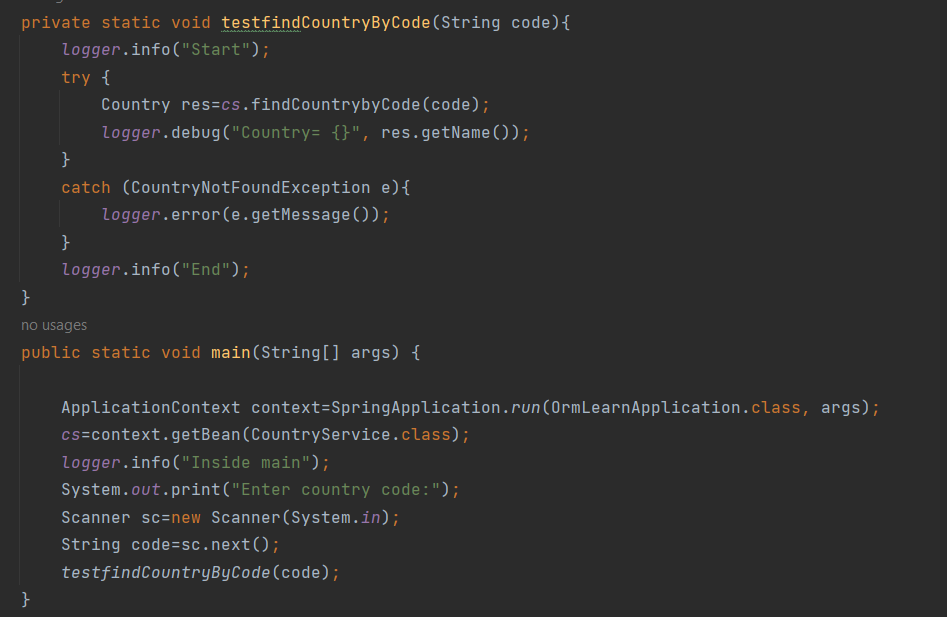 private static void testfindCountryByCode(String code){
    logger.info("Start");
    try {
        Country res=cs.findCountrybyCode(code);
        logger.debug("Country= {}", res.getName());
    }
    catch (CountryNotFoundException e){
        logger.error(e.getMessage());
    }
    logger.info("End");
}
no usages
public static void main(String[] args) {

    ApplicationContext context=SpringApplication.run(OrmLearnApplication.class, args);
    cs=context.getBean(CountryService.class);
    logger.info("Inside main");
    System.out.print("Enter country code:");
    Scanner sc=new Scanner(System.in);
    String code=sc.next();
    testfindCountryByCode(code);
}